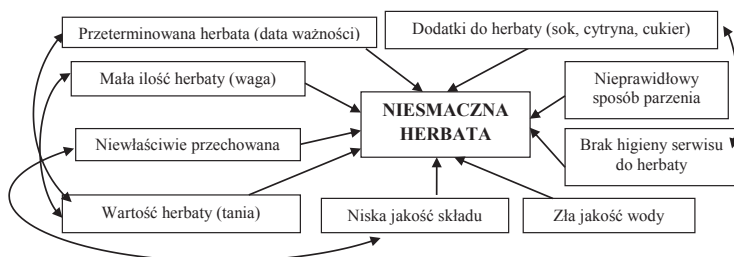 Przeterminowana herbata (data ważności)
Dodatki do herbaty (sok, cytryna, cukier)
Mała ilość herbaty (waga)
Nieprawidłowy
sposób parzenia
NIESMACZNA
HERBATA
Niewłaściwie przechowana
Brak higieny serwisu
do herbaty
Wartość herbaty (tania)
Niska jakość składu
Zła jakość wody